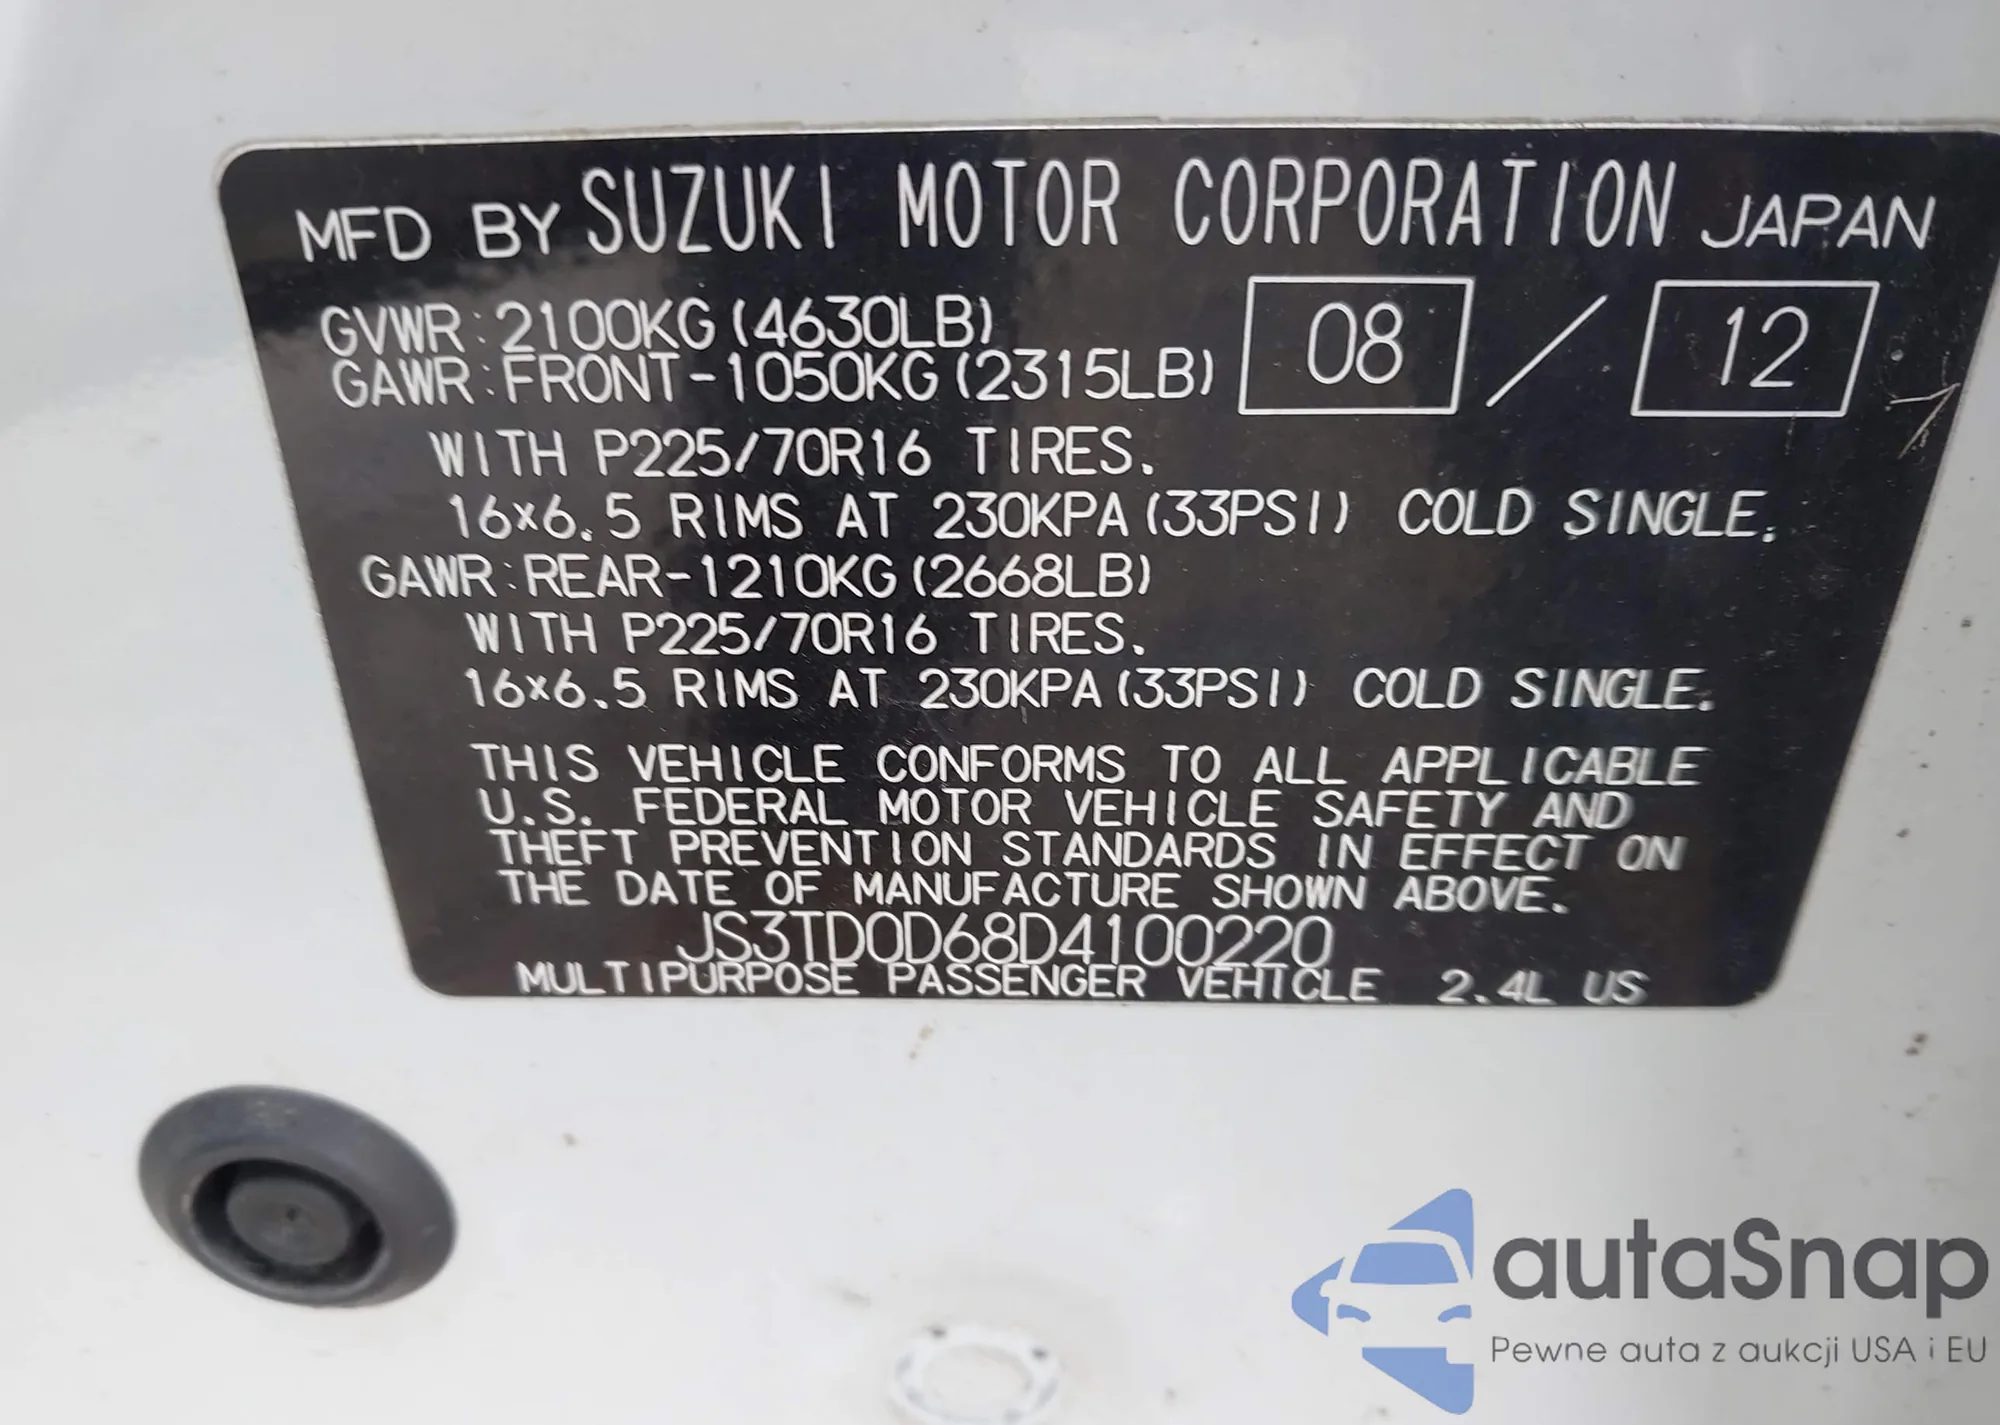 MFD BY SUZUKI MOTOR CORPORATION JAPAN
GVWR:2100KG(4630LB)
08 / 12
GAWR:FRONT-1050KG(2315LB)
WITH P225/70R16 TIRES.
16×6.5 RIMS AT 230KPA(33PSI) COLD SINGLE.
GAWR:REAR-1210KG(2668LB)
WITH P225/70R16 TIRES.
16×6.5 RIMS AT 230KPA(33PSI) COLD SINGLE.
THIS VEHICLE CONFORMS TO ALL APPLICABLE
U.S. FEDERAL MOTOR VEHICLE SAFETY AND
THEFT PREVENTION STANDARDS IN EFFECT ON
THE DATE OF MANUFACTURE SHOWN ABOVE.
JS3TD0D68D4100220
MULTIPURPOSE PASSENGER VEHICLE 2.4L US
autaSnap
Pewne auta z aukcji USA i EU